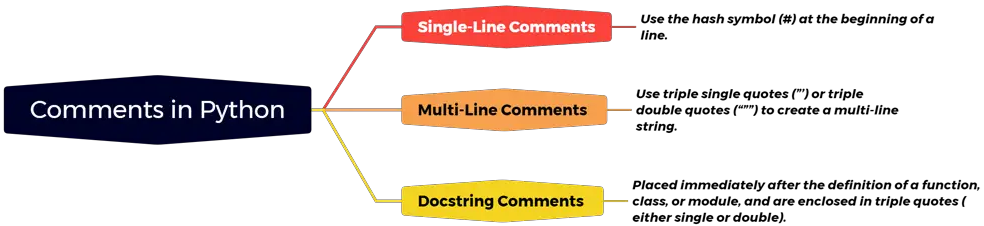 Comments in Python
Single-Line Comments
Use the hash symbol (#) at the beginning of a
line.
Multi-Line Comments
Use triple single quotes (”’) or triple
double quotes (“””) to create a multi-line
string.
Docstring Comments
Placed immediately after the definition of a function,
class, or module, and are enclosed in triple quotes (
either single or double).